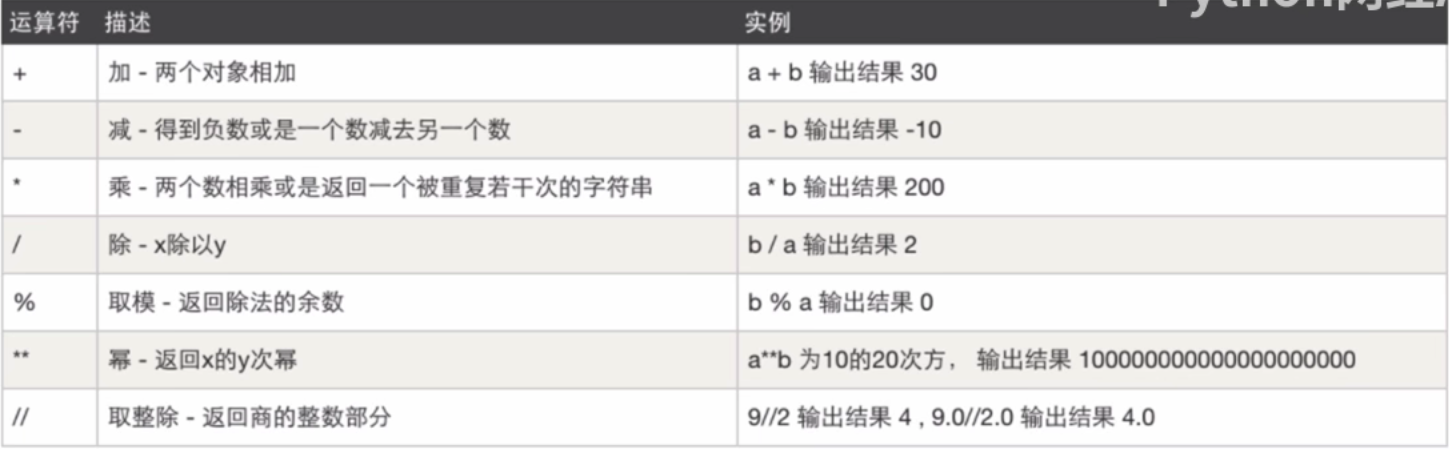 运算符 描述 实例
+ 加 - 两个对象相加 a + b 输出结果 30
- 减 - 得到负数或是一个数减去另一个数 a - b 输出结果 -10
* 乘 - 两个数相乘或是返回一个被重复若干次的字符串 a * b 输出结果 200
/ 除 - x除以y b / a 输出结果 2
% 取模 - 返回除法的余数 b % a 输出结果 0
** 幂 - 返回x的y次幂 a**b 为10的20次方， 输出结果 100000000000000000000
// 取整除 - 返回商的整数部分 9//2 输出结果 4 , 9.0//2.0 输出结果 4.0